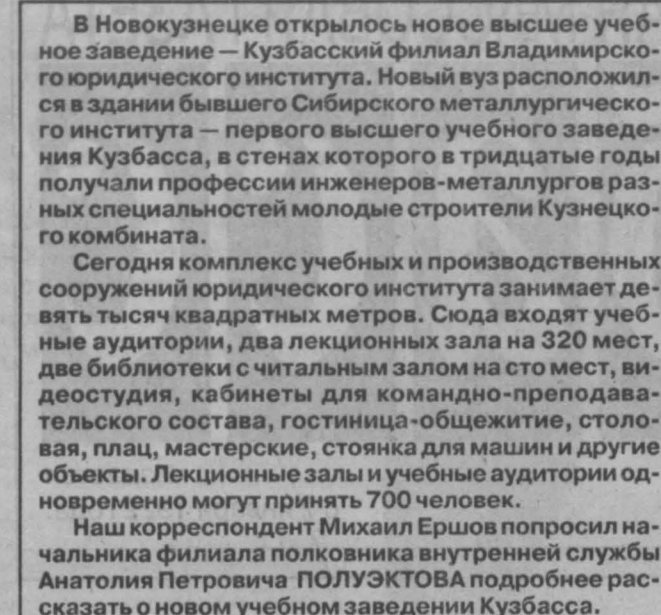 В Новокузнецке открылось новое высшее учеб-
ное заведение — Кузбасский филиал Владимирско-
го юридического института. Новый вуз расположил-
ся в здании бывшего Сибирского металлургическо-
го института — первого высшего учебного заведе-
ния Кузбасса, в стенах которого в тридцатые годы
получали профессии инженеров-металлургов раз-
ных специальностей молодые строители Кузнецко-
го комбината.
Сегодня комплекс учебных и производственных
сооружений юридического института занимает де-
вять тысяч квадратных метров. Сюда входят учеб-
ные аудитории, два лекционных зала на 320 мест,
две библиотеки с читальным залом на сто мест, ви-
деостудия, кабинеты для командно-преподава-
тельского состава, гостиница-общежитие, столо-
вая, плац, мастерские, стоянка для машин и другие
объекты. Лекционные залы и учебные аудитории од-
новременно могут принять 700 человек.
Наш корреспондент Михаил Ершов попросил на-
чальника филиала полковника внутренней службы
Анатолия Петровича ПОЛУЭКТОВА подробнее рас-
сказать о новом учебном заведении Кузбасса.